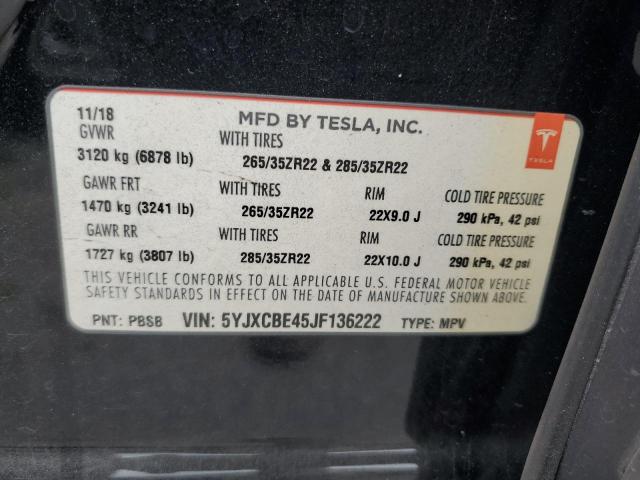 11/18 MFD BY TESLA, INC.
GVWR WITH TIRES
3120 kg (6878 lb) 265/35ZR22 & 285/35ZR22
GAWR FRT WITH TIRES RIM COLD TIRE PRESSURE
1470 kg (3241 lb) 265/35ZR22 22X9.0 J 290 kPa, 42 psi
GAWR RR WITH TIRES RIM COLD TIRE PRESSURE
1727 kg (3807 lb) 285/35ZR22 22X10.0 J 290 kPa, 42 psi
THIS VEHICLE CONFORMS TO ALL APPLICABLE U.S. FEDERAL MOTOR VEHICLE
SAFETY STANDARDS IN EFFECT ON THE DATE OF MANUFACTURE SHOWN ABOVE.
PNT: PBSB VIN: 5YJXCBE45JF136222 TYPE: MPV
TESLA